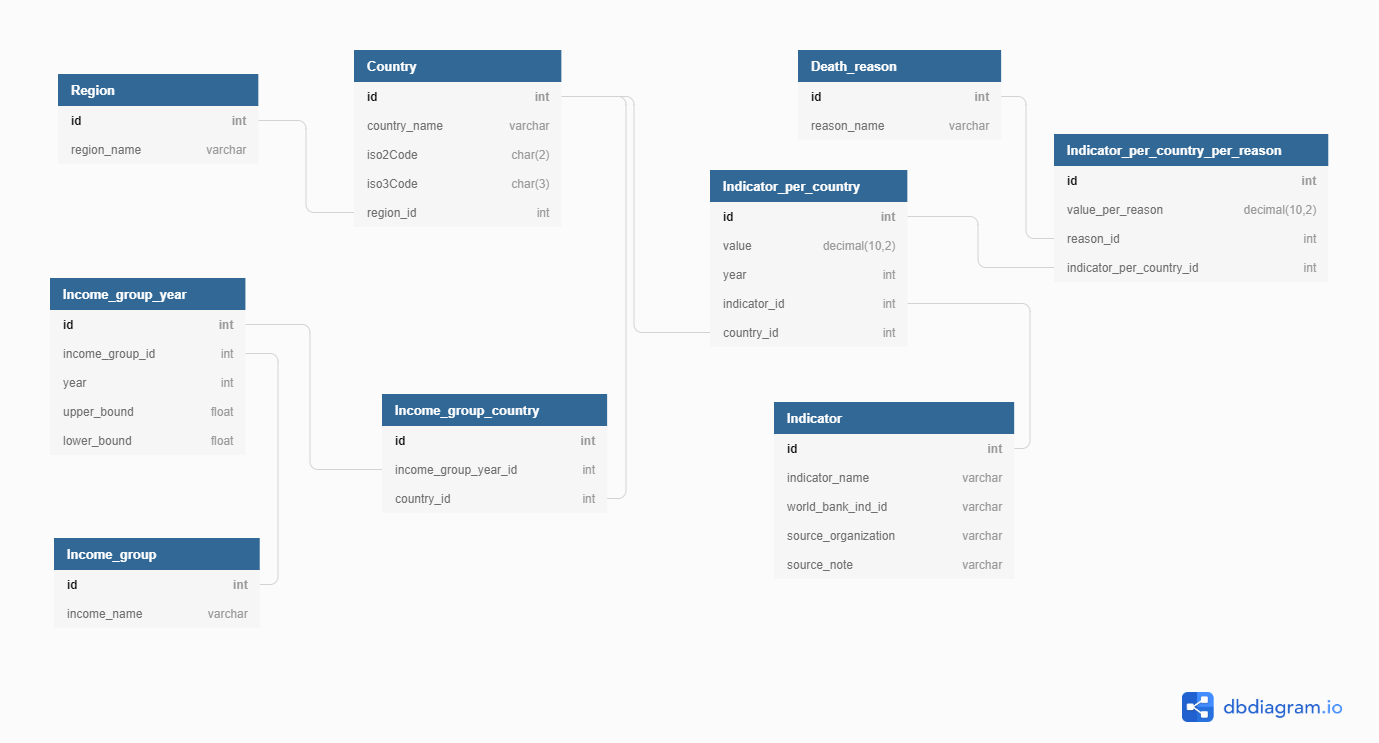 Region
id int
region_name varchar
Country
id int
country_name varchar
iso2Code char(2)
iso3Code char(3)
region_id int
Death_reason
id int
reason_name varchar
Indicator_per_country_per_reason
id int
value_per_reason decimal(10,2)
reason_id int
indicator_per_country_id int
Indicator_per_country
id int
value decimal(10,2)
year int
indicator_id int
country_id int
Income_group_year
id int
income_group_id int
year int
upper_bound float
lower_bound float
Income_group_country
id int
income_group_year_id int
country_id int
Indicator
id int
indicator_name varchar
world_bank_ind_id varchar
source_organization varchar
source_note varchar
Income_group
id int
income_name varchar
dbdiagram.io